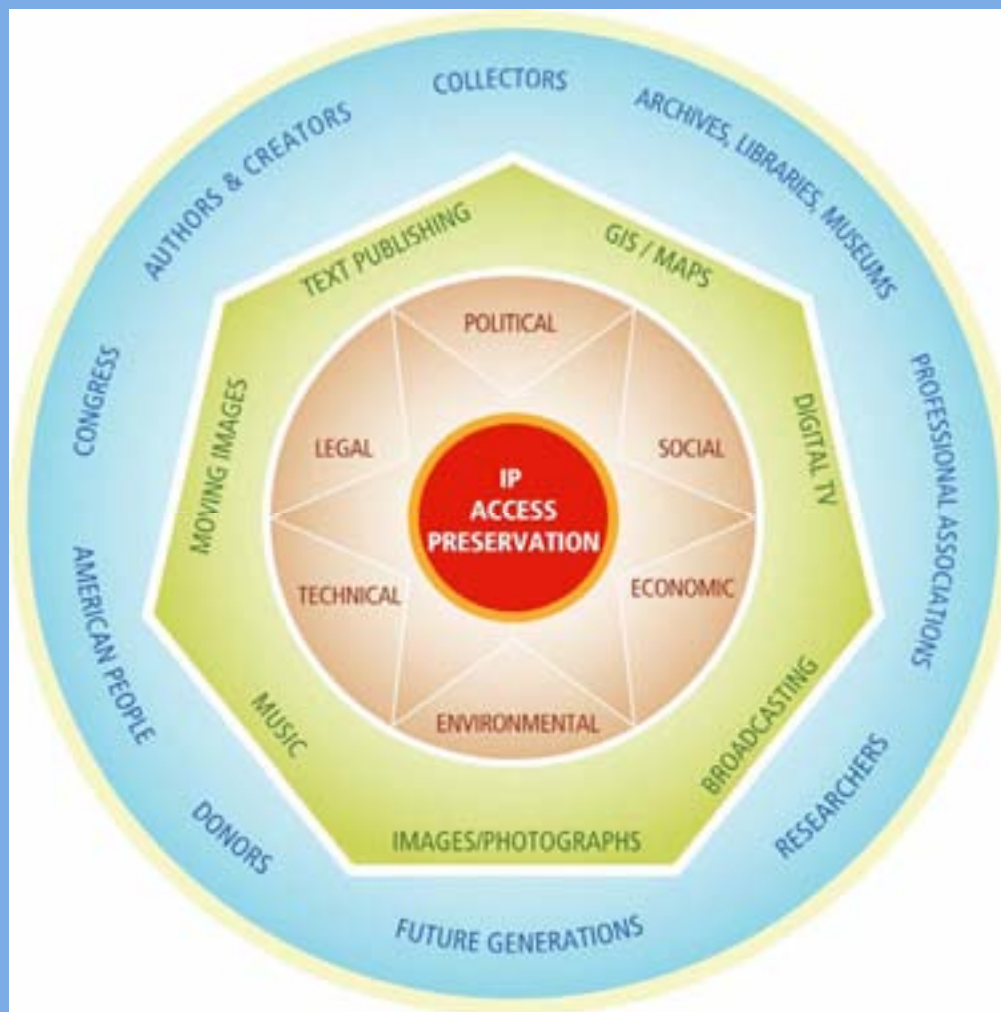 COLLECTORS
ARCHIVES, LIBRARIES, MUSEUMS
PROFESSIONAL ASSOCIATIONS
RESEARCHERS
FUTURE GENERATIONS
DONORS
AMERICAN PEOPLE
CONGRESS
AUTHORS & CREATORS
TEXT PUBLISHING
GIS / MAPS
DIGITAL TV
BROADCASTING
IMAGES/PHOTOGRAPHS
MUSIC
MOVING IMAGES
POLITICAL
SOCIAL
ECONOMIC
ENVIRONMENTAL
TECHNICAL
LEGAL
IP
ACCESS
PRESERVATION